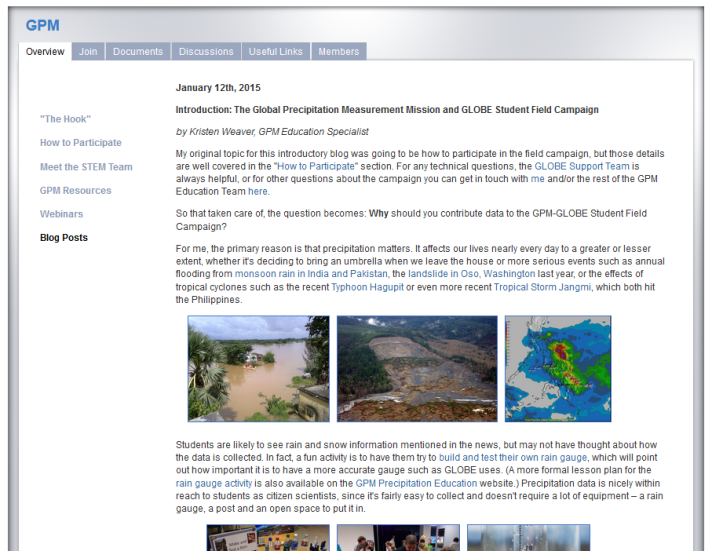 GPM
Overview Join Documents Discussions Useful Links Members
"The Hook"
How to Participate
Meet the STEM Team
GPM Resources
Webinars
Blog Posts
January 12th, 2015
Introduction: The Global Precipitation Measurement Mission and GLOBE Student Field Campaign
by Kristen Weaver, GPM Education Specialist
My original topic for this introductory blog was going to be how to participate in the field campaign, but those details
are well covered in the "How to Participate" section. For any technical questions, the GLOBE Support Team is
always helpful, or for other questions about the campaign you can get in touch with me and/or the rest of the GPM
Education Team here.
So that taken care of, the question becomes: Why should you contribute data to the GPM-GLOBE Student Field
Campaign?
For me, the primary reason is that precipitation matters. It affects our lives nearly every day to a greater or lesser
extent, whether it's deciding to bring an umbrella when we leave the house or more serious events such as annual
flooding from monsoon rain in India and Pakistan, the landslide in Oso, Washington last year, or the effects of
tropical cyclones such as the recent Typhoon Hagupit or even more recent Tropical Storm Jangmi, which both hit
the Philippines.
Students are likely to see rain and snow information mentioned in the news, but may not have thought about how
the data is collected. In fact, a fun activity is to have them try to build and test their own rain gauge, which will point
out how important it is to have a more accurate gauge such as GLOBE uses. (A more formal lesson plan for the
rain gauge activity is also available on the GPM Precipitation Education website.) Precipitation data is nicely within
reach to students as citizen scientists, since it's fairly easy to collect and doesn't require a lot of equipment – a rain
gauge, a post and an open space to put it in.